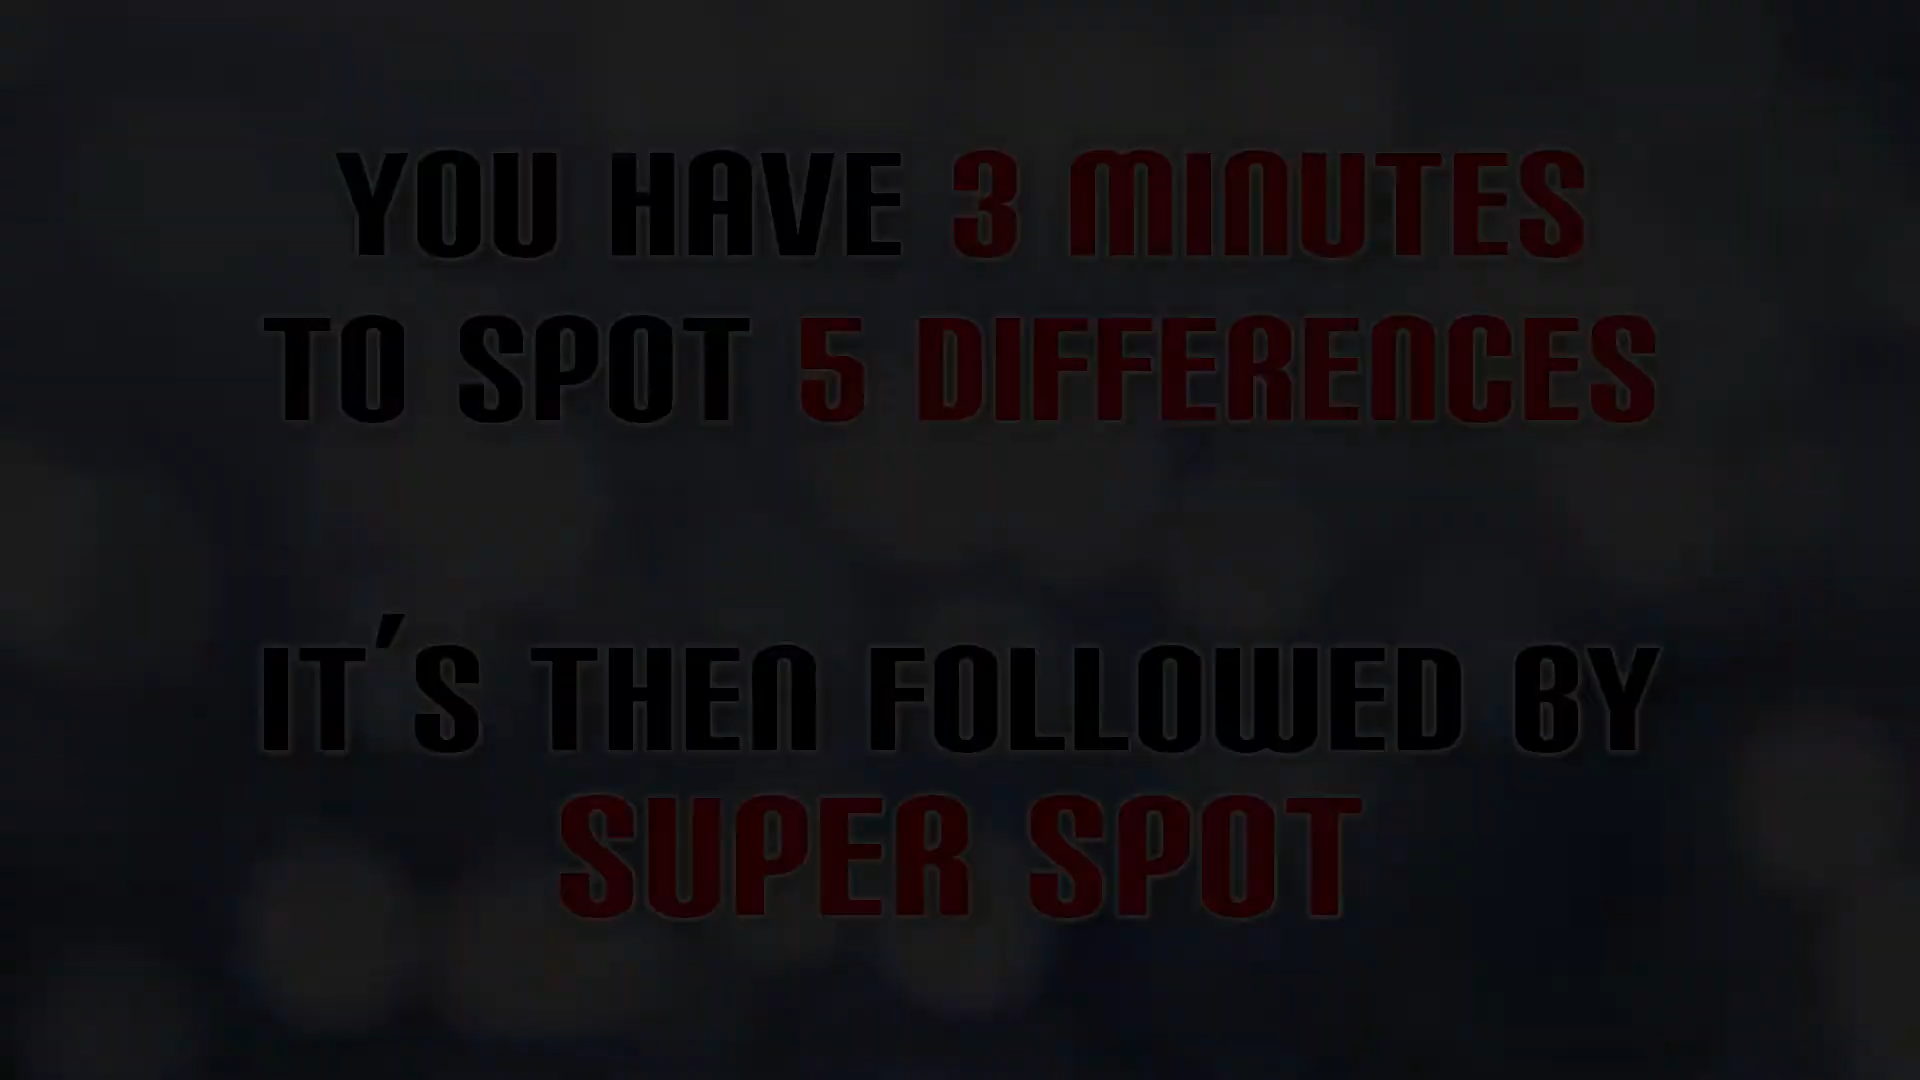 YOU HAVE 3 MINUTES
TO SPOT 5 DIFFERENCES
IT'S THEN FOLLOWED BY
SUPER SPOT